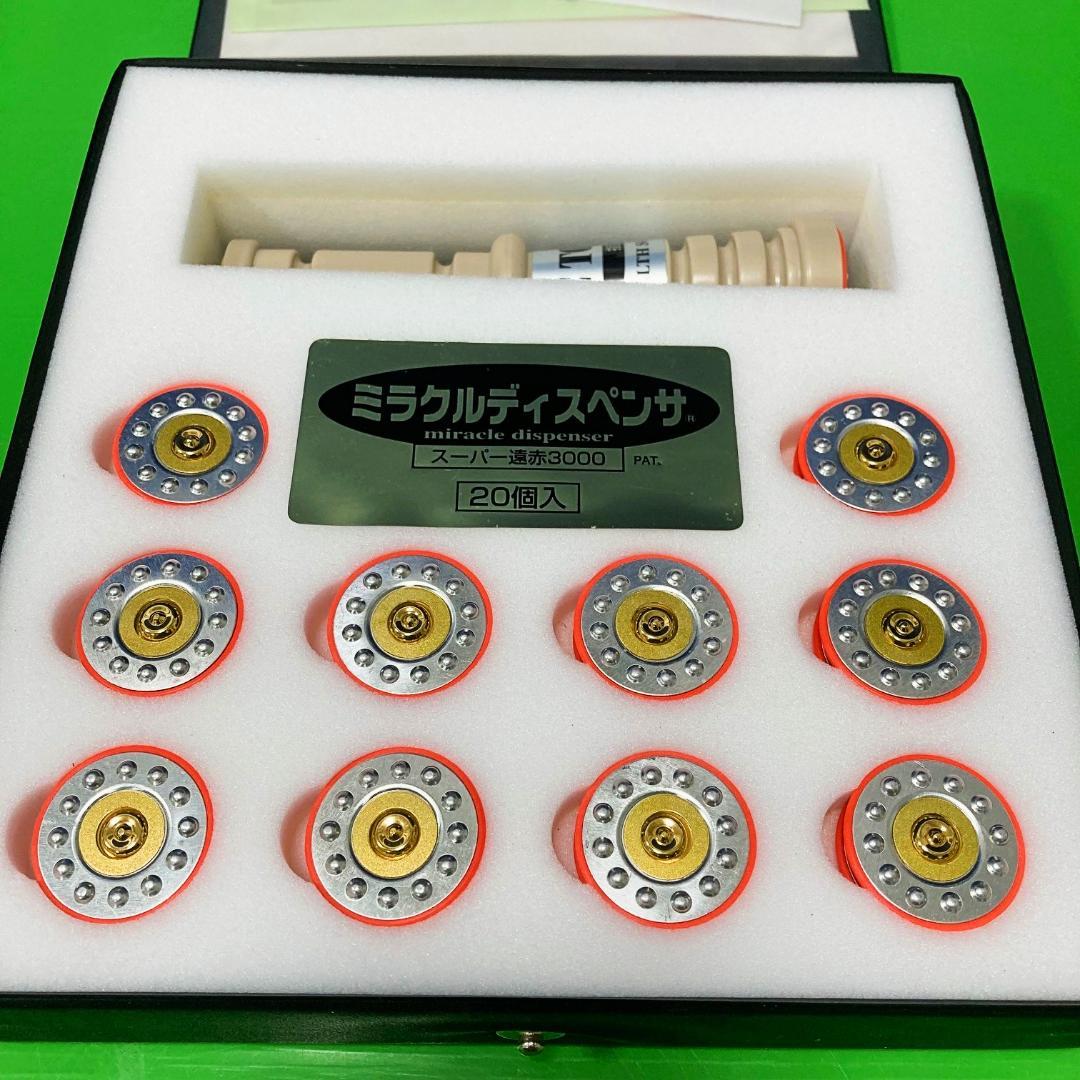 LTH S
ミラクルディスペンサ®
miracle dispenser
スーパー遠赤3000 PAT.
20個入